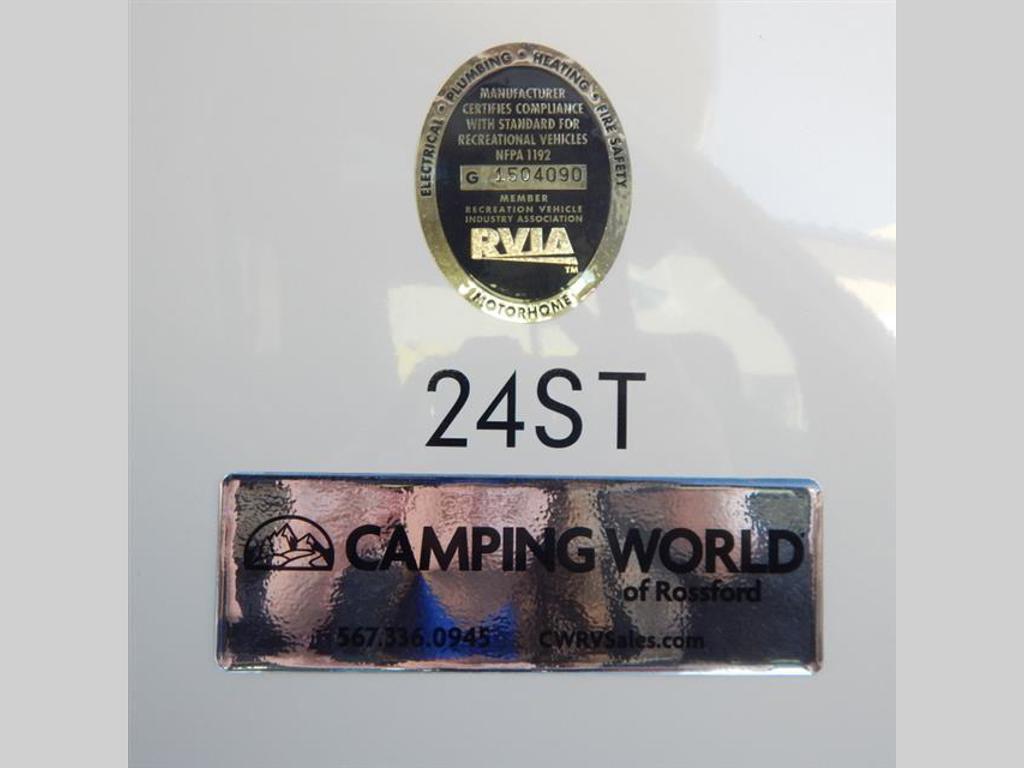 ELECTRICAL • PLUMBING • HEATING • FIRE SAFETY
MANUFACTURER
CERTIFIES COMPLIANCE
WITH STANDARD FOR
RECREATIONAL VEHICLES
NFPA 1192
G 1504090
MEMBER
RECREATION VEHICLE
INDUSTRY ASSOCIATION
RVIA
TM
MOTORHOME
24ST
CAMPING WORLD
of Rossford
567.336.0945 CWRVSales.com